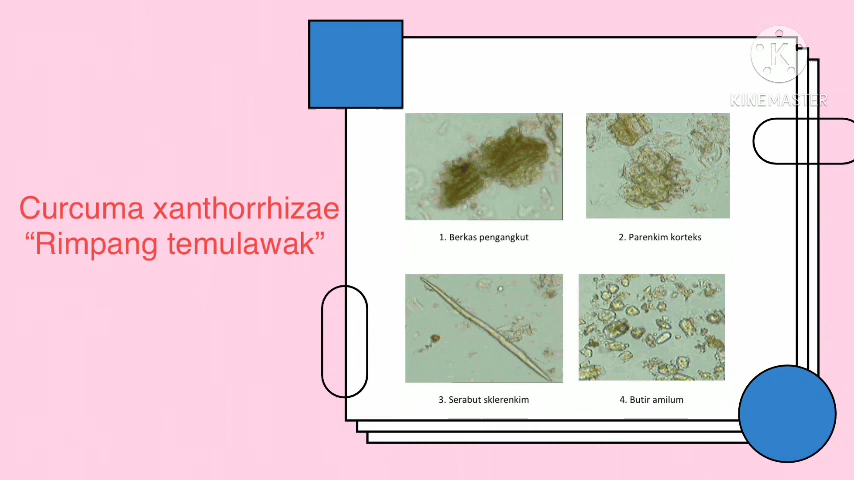 K
KINEMASTER
Curcuma xanthorrhizae
“Rimpang temulawak”
1. Berkas pengangkut
2. Parenkim korteks
3. Serabut sklerenkim
4. Butir amilum